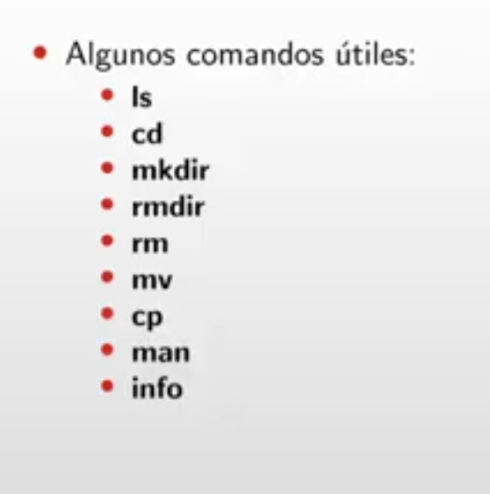 Algunos comandos útiles:
ls
cd
mkdir
rmdir
rm
mv
cp
man
info